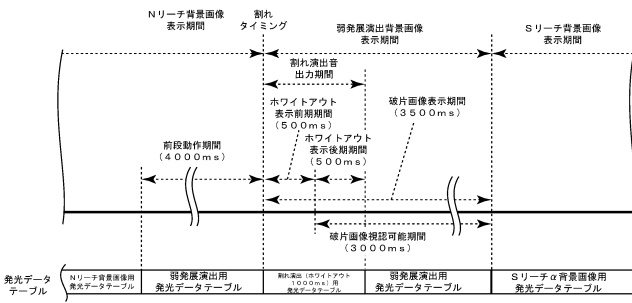 Nリーチ背景画像
表示期間
割れ
タイミング
弱発展演出背景画像
表示期間
Sリーチ背景画像
表示期間
割れ演出音
出力期間
ホワイトアウト
表示前期期間
(500ms)
破片画像表示期間
(3500ms)
ホワイトアウト
表示後期期間
(500ms)
前段動作期間
(4000ms)
破片画像視認可能期間
(3000ms)
発光データ
テーブル
Nリーチ背景画像用
発光データテーブル
弱発展演出用
発光データテーブル
割れ演出(ホワイトアウト
1000ms)用
発光データテーブル
弱発展演出用
発光データテーブル
Sリーチα背景画像用
発光データテーブル